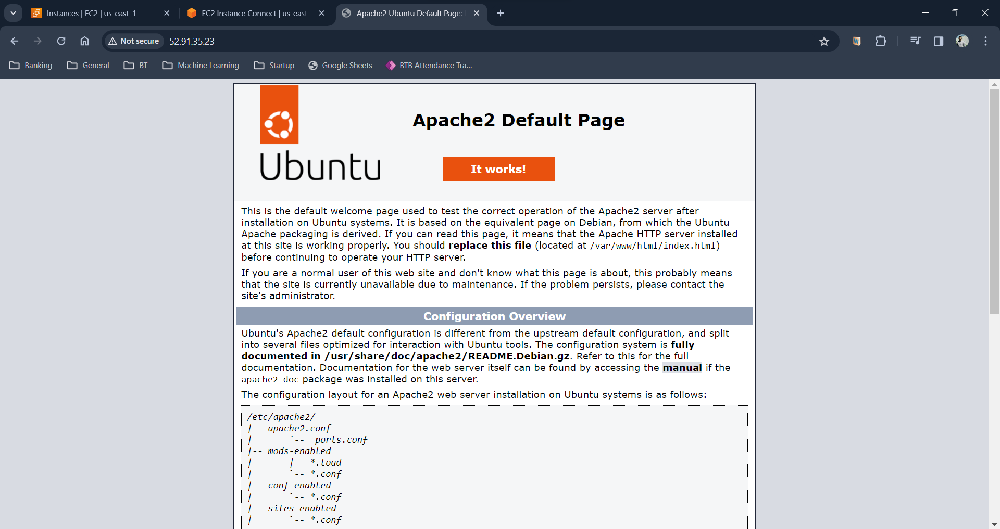 Instances | EC2 | us-east-1
EC2 Instance Connect | us-east-
Apache2 Ubuntu Default Page:
Not secure
52.91.35.23
W
Banking
General
BT
Machine Learning
Startup
Google Sheets
BTB Attendance Tra...
Ubuntu
Apache2 Default Page
It works!
This is the default welcome page used to test the correct operation of the Apache2 server after
installation on Ubuntu systems. It is based on the equivalent page on Debian, from which the Ubuntu
Apache packaging is derived. If you can read this page, it means that the Apache HTTP server installed
at this site is working properly. You should replace this file (located at /var/www/html/index.html)
before continuing to operate your HTTP server.
If you are a normal user of this web site and don't know what this page is about, this probably means
that the site is currently unavailable due to maintenance. If the problem persists, please contact the
site's administrator.
Configuration Overview
Ubuntu's Apache2 default configuration is different from the upstream default configuration, and split
into several files optimized for interaction with Ubuntu tools. The configuration system is fully
documented in /usr/share/doc/apache2/README.Debian.gz. Refer to this for the full
documentation. Documentation for the web server itself can be found by accessing the manual if the
apache2-doc package was installed on this server.
The configuration layout for an Apache2 web server installation on Ubuntu systems is as follows:
/etc/apache2/
|-- apache2.conf
|       `--  ports.conf
|-- mods-enabled
|       |-- *.load
|       `-- *.conf
|-- conf-enabled
|       `-- *.conf
|-- sites-enabled
|       `-- *.conf